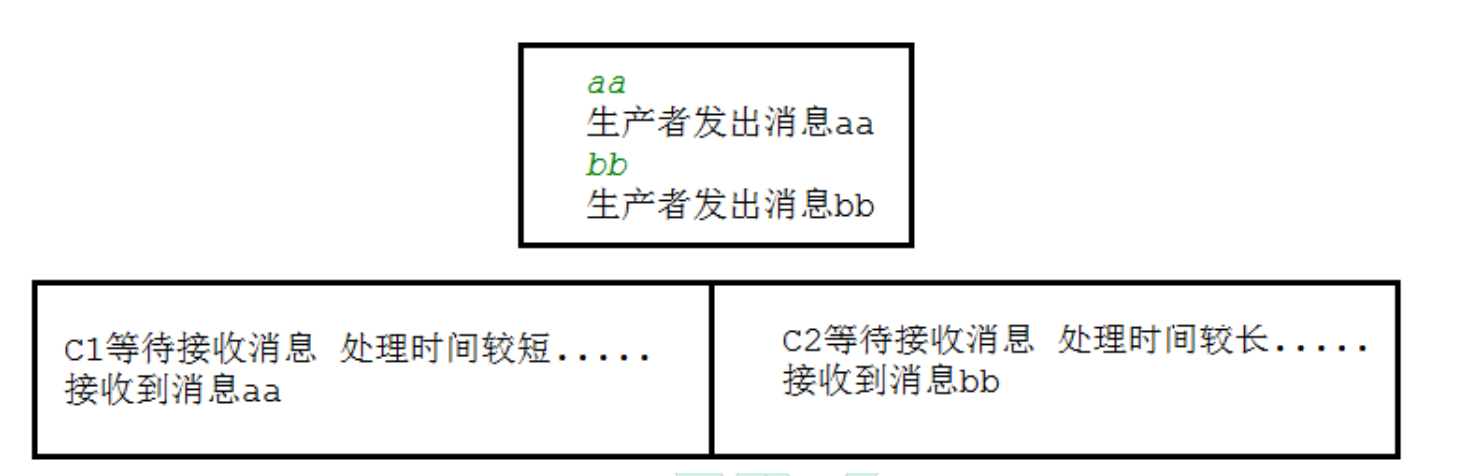 aa
生产者发出消息aa
bb
生产者发出消息bb
C1等待接收消息 处理时间较短.....
接收到消息aa
C2等待接收消息 处理时间较长.....
接收到消息bb